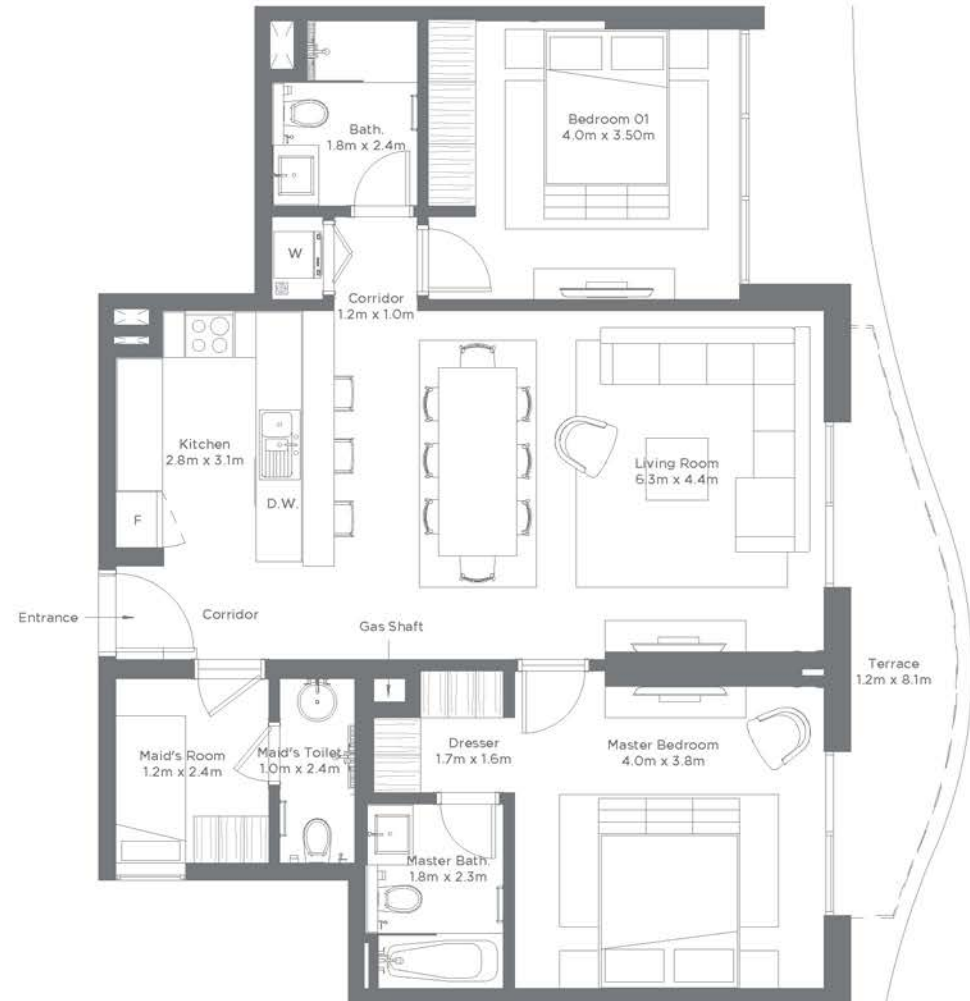 Bedroom 01
4.0m x 3.50m
Bath.
1.8m x 2.4m
W
Corridor
1.2m x 1.0m
Kitchen
2.8m x 3.1m
D.W.
F
Living Room
6.3m x 4.4m
Entrance
Corridor
Gas Shaft
Terrace
1.2m x 8.1m
Maid's Room
1.2m x 2.4m
Maid's Toilet
1.0m x 2.4m
Dresser
1.7m x 1.6m
Master Bedroom
4.0m x 3.8m
Master Bath.
1.8m x 2.3m